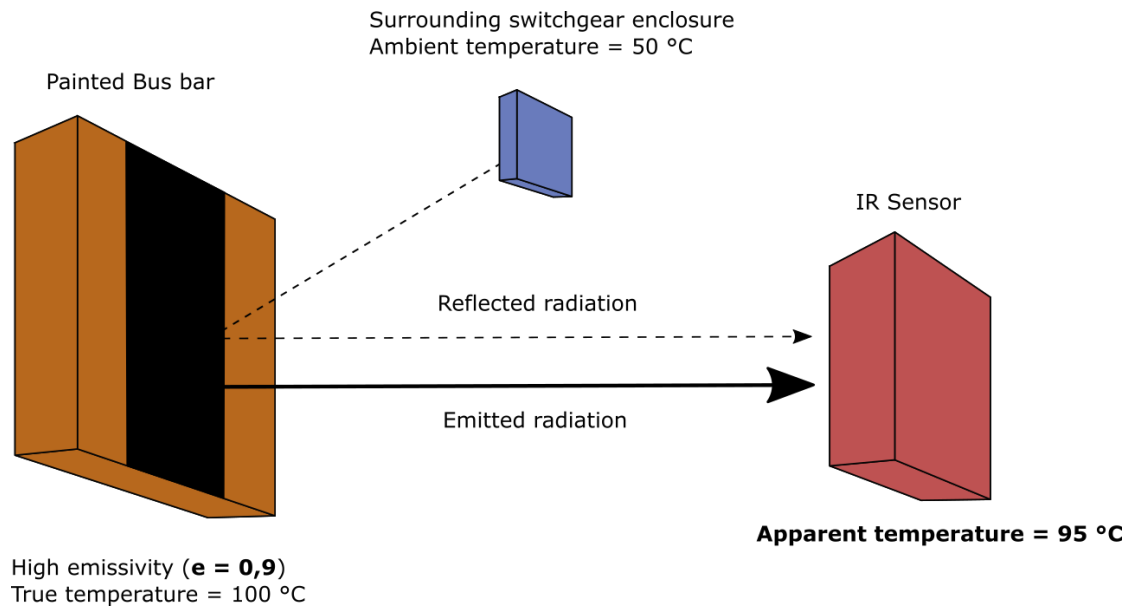 Surrounding switchgear enclosure
Ambient temperature = 50 °C
Painted Bus bar
IR Sensor
Reflected radiation
Emitted radiation
Apparent temperature = 95 °C
High emissivity (e = 0,9)
True temperature = 100 °C